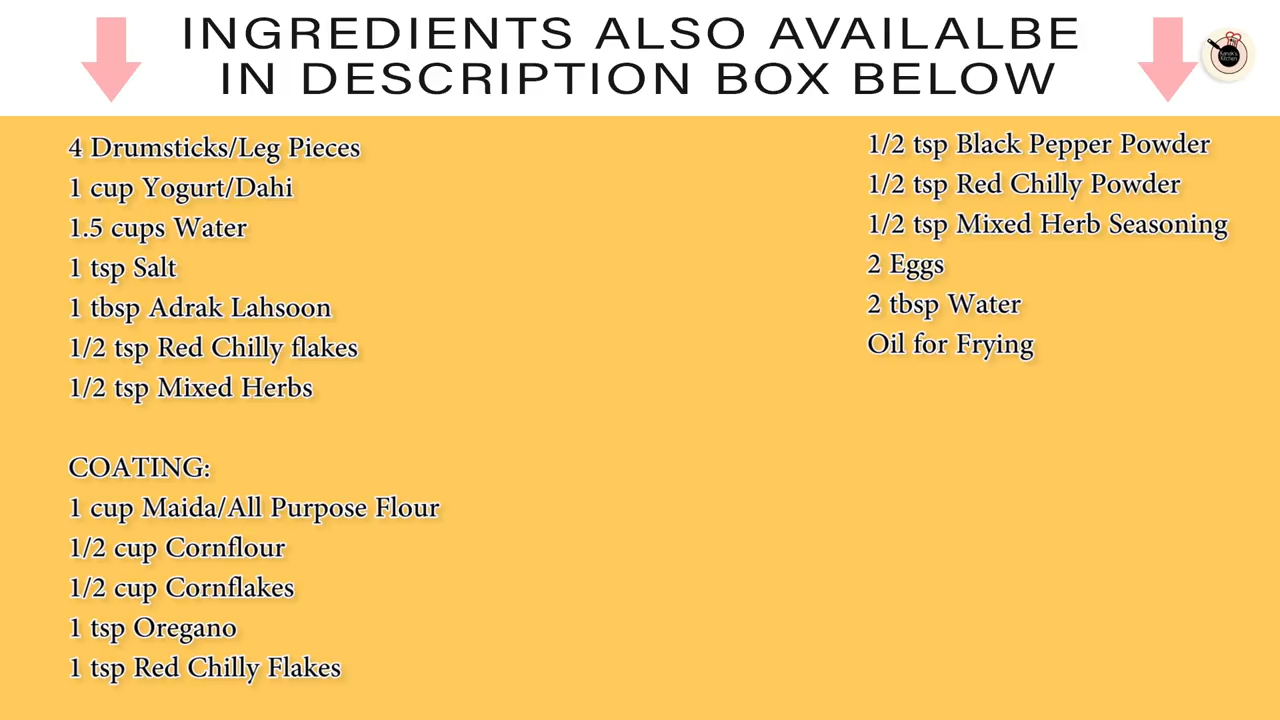 INGREDIENTS ALSO AVAILALBE
IN DESCRIPTION BOX BELOW
Kanak's
Kitchen
4 Drumsticks/Leg Pieces
1 cup Yogurt/Dahi
1.5 cups Water
1 tsp Salt
1 tbsp Adrak Lahsoon
1/2 tsp Red Chilly flakes
1/2 tsp Mixed Herbs
COATING:
1 cup Maida/All Purpose Flour
1/2 cup Cornflour
1/2 cup Cornflakes
1 tsp Oregano
1 tsp Red Chilly Flakes
1/2 tsp Black Pepper Powder
1/2 tsp Red Chilly Powder
1/2 tsp Mixed Herb Seasoning
2 Eggs
2 tbsp Water
Oil for Frying